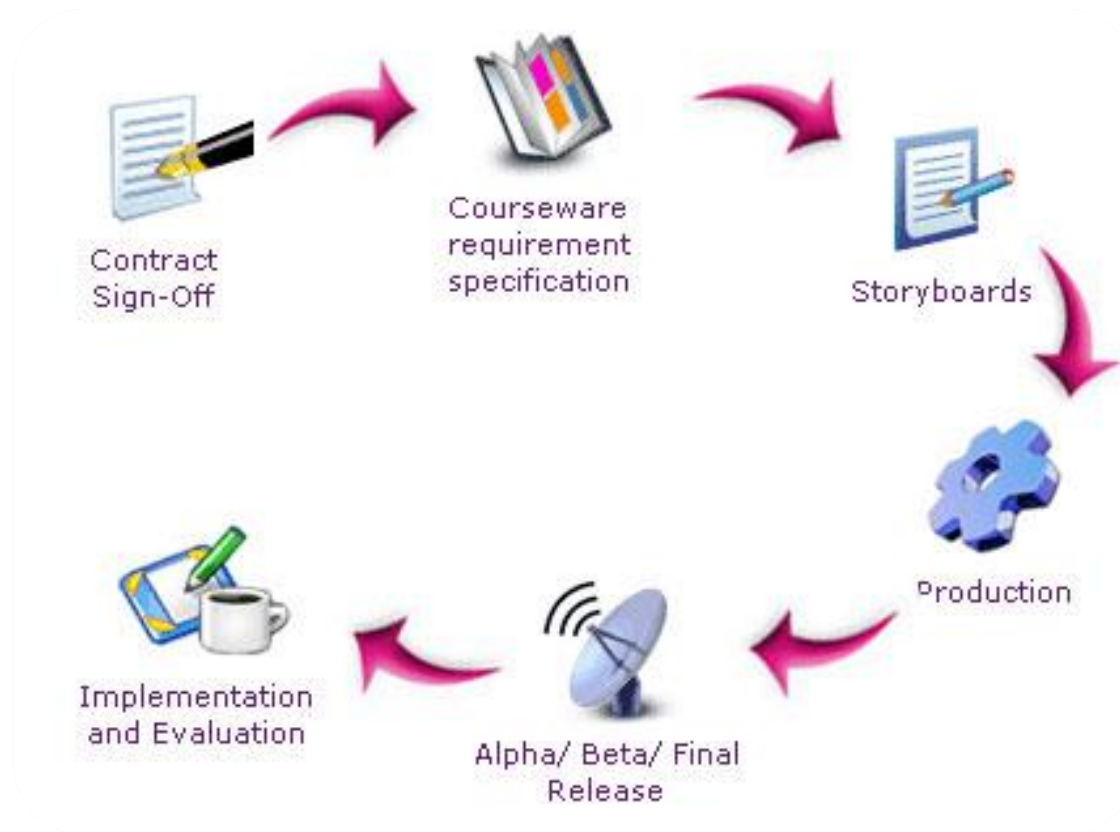 Contract
Sign-Off
Courseware
requirement
specification
Storyboards
Production
Alpha/ Beta/ Final
Release
Implementation
and Evaluation